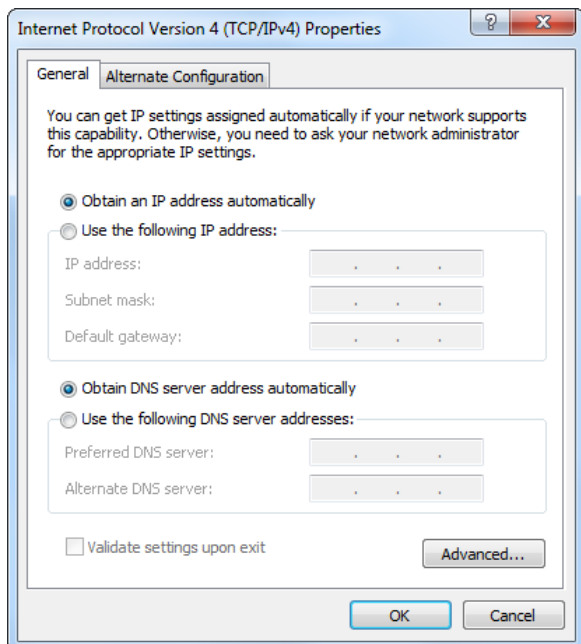 Internet Protocol Version 4 (TCP/IPv4) Properties
General
Alternate Configuration
You can get IP settings assigned automatically if your network supports
this capability. Otherwise, you need to ask your network administrator
for the appropriate IP settings.
Obtain an IP address automatically
Use the following IP address:
IP address: . . .
Subnet mask: . . .
Default gateway: . . .
Obtain DNS server address automatically
Use the following DNS server addresses:
Preferred DNS server: . . .
Alternate DNS server: . . .
Validate settings upon exit
Advanced...
OK
Cancel